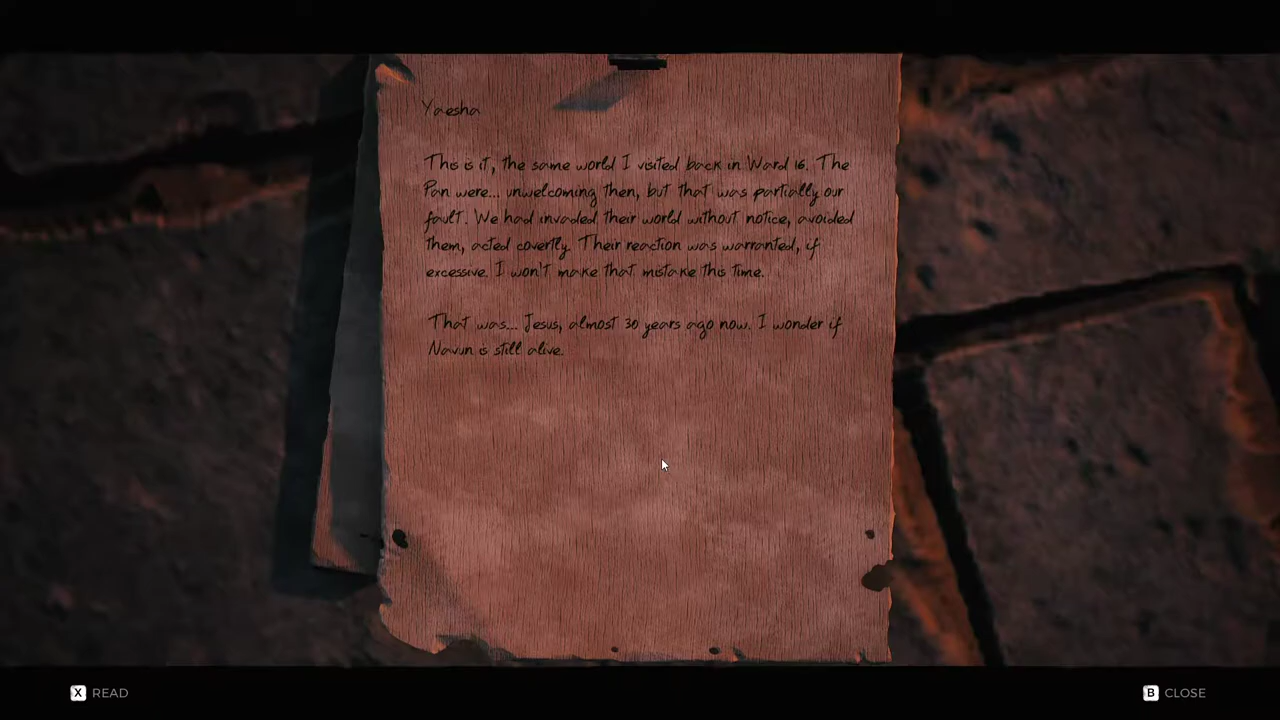 Yaesha
This is it, the same world I visited back in Ward 16. The
Pan were... unwelcoming then, but that was partially our
fault. We had invaded their world without notice, avoided
them, acted covertly. Their reaction was warranted, if
excessive. I won't make that mistake this time.
That was... Jesus, almost 30 years ago now. I wonder if
Navun is still alive.
X READ
B CLOSE